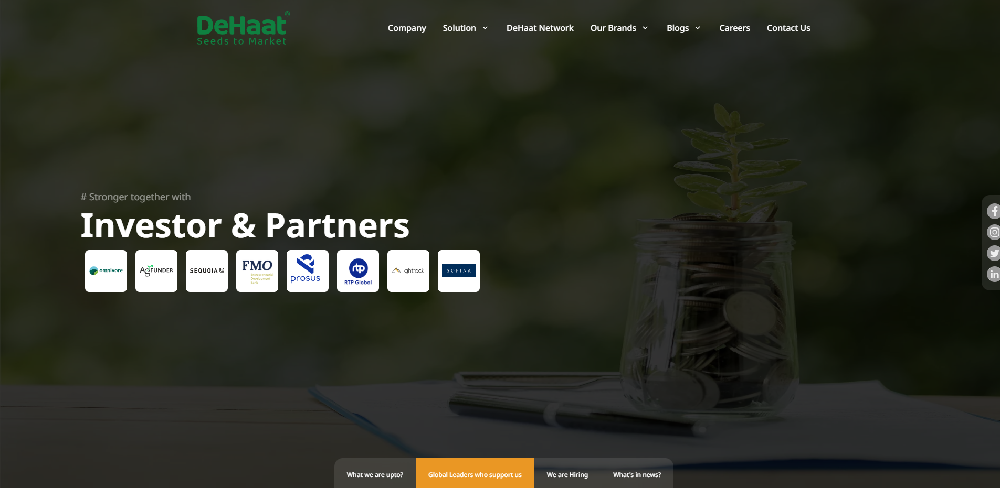 DeHaat®
Seeds to Market
Company Solution DeHaat Network Our Brands Blogs Careers Contact Us
# Stronger together with
Investor & Partners
omnivore
AgFUNDER
SEQUOIA
FMO
Entrepreneurial
Development
Bank
prosus
rtp
RTP Global
lightrock
SOFINA
What we are upto? Global Leaders who support us We are Hiring What's in news?